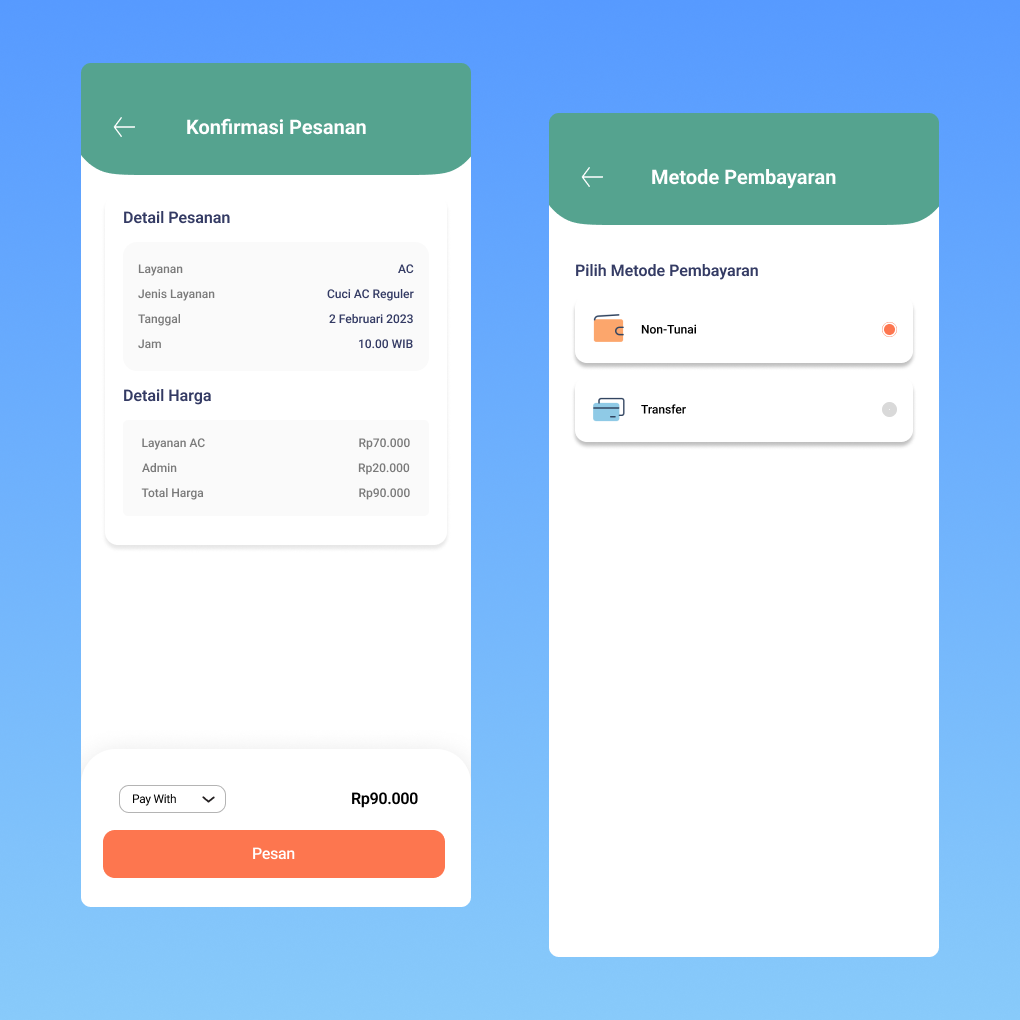 Konfirmasi Pesanan
Detail Pesanan
Layanan AC
Jenis Layanan Cuci AC Reguler
Tanggal 2 Februari 2023
Jam 10.00 WIB
Detail Harga
Layanan AC Rp70.000
Admin Rp20.000
Total Harga Rp90.000
Pay With Rp90.000
Pesan
Metode Pembayaran
Pilih Metode Pembayaran
Non-Tunai
Transfer